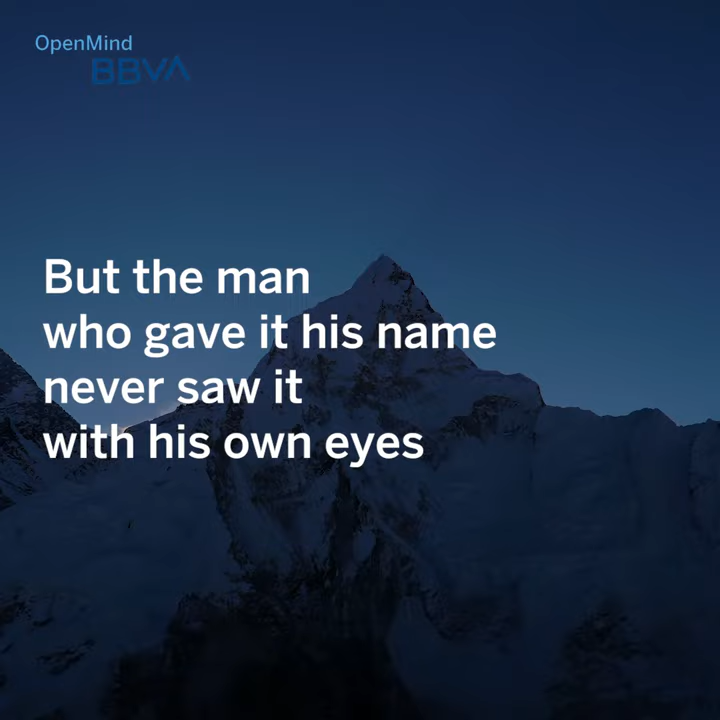 OpenMind
BBVA
But the man
who gave it his name
never saw it
with his own eyes